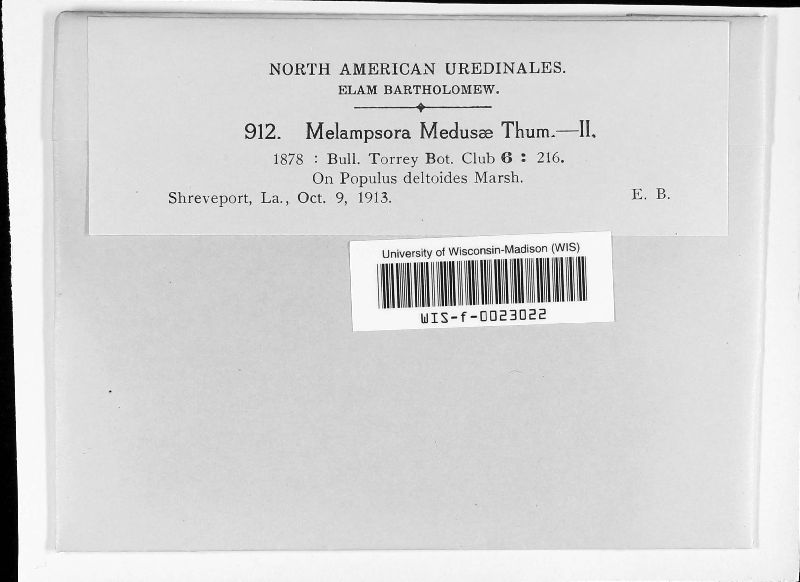 NORTH AMERICAN UREDINALES.
ELAM BARTHOLOMEW.
912. Melampsora Medusæ Thum.—II.
1878 : Bull. Torrey Bot. Club 6 : 216.
On Populus deltoides Marsh.
Shreveport, La., Oct. 9, 1913. E. B.
University of Wisconsin-Madison (WIS)
WIS-f-0023022